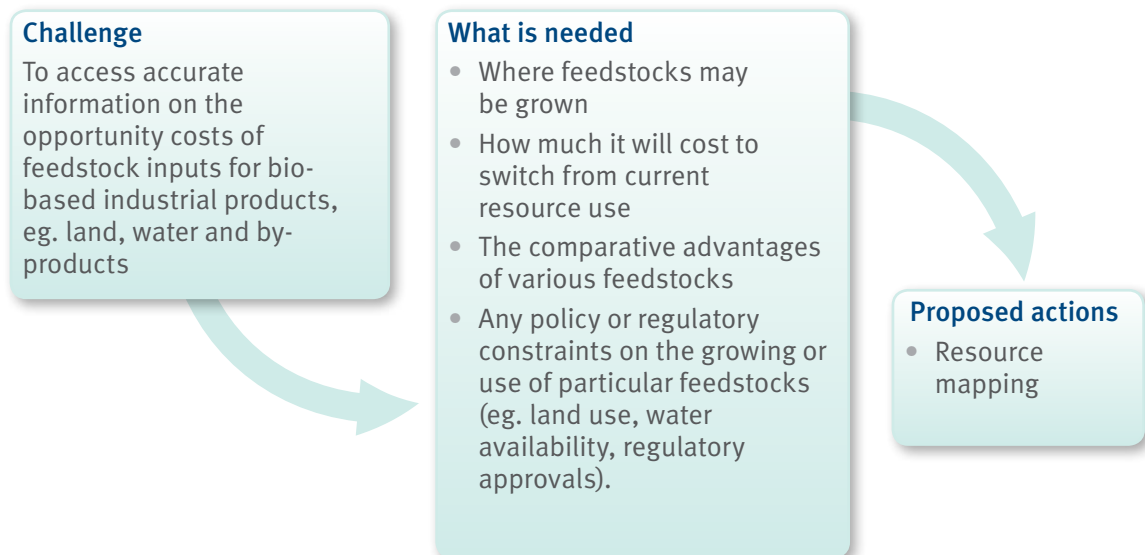 Challenge
To access accurate
information on the
opportunity costs of
feedstock inputs for bio-
based industrial products,
eg. land, water and by-
products
What is needed
• Where feedstocks may
be grown
• How much it will cost to
switch from current
resource use
• The comparative advantages
of various feedstocks
• Any policy or regulatory
constraints on the growing or
use of particular feedstocks
(eg. land use, water
availability, regulatory
approvals).
Proposed actions
• Resource
mapping